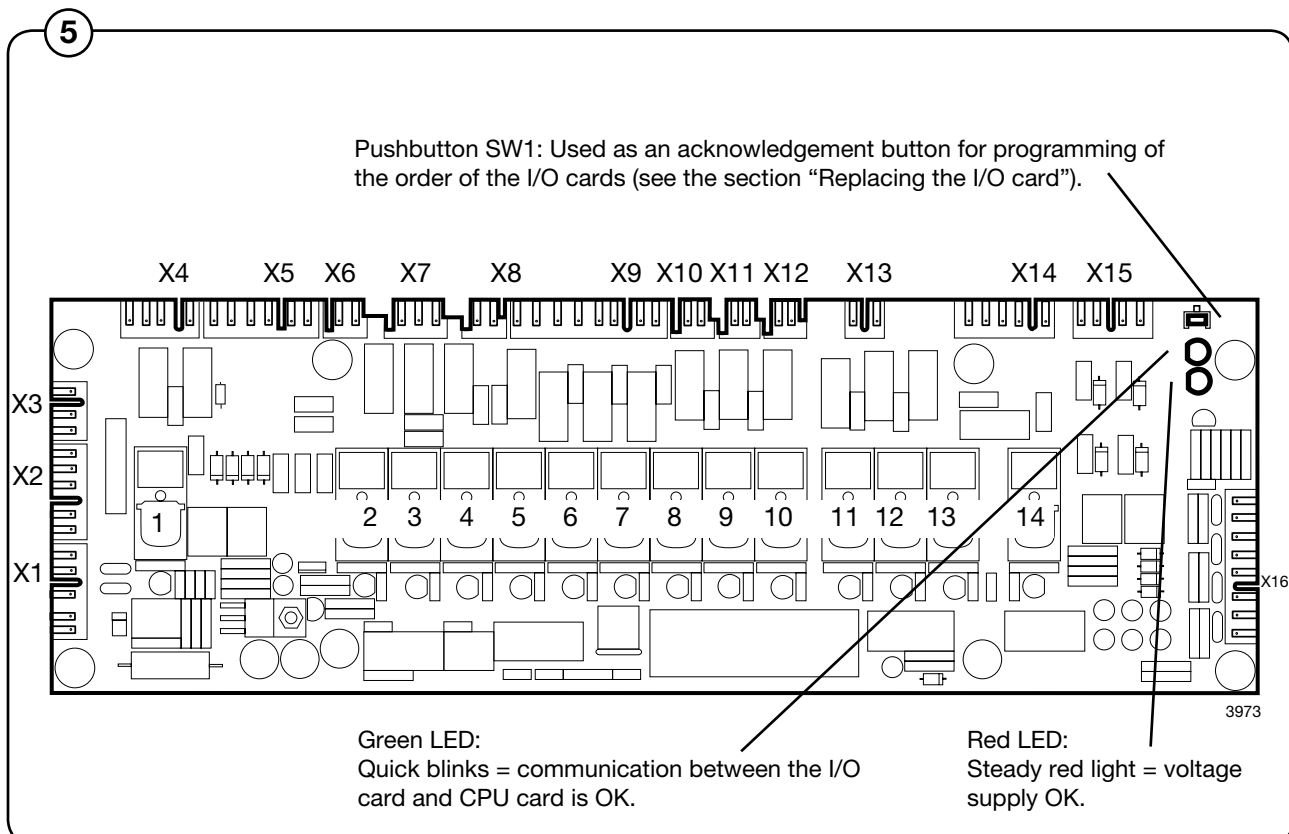 5
Pushbutton SW1: Used as an acknowledgement button for programming of
the order of the I/O cards (see the section “Replacing the I/O card”).
X4 X5 X6 X7 X8 X9 X10 X11 X12 X13 X14 X15
X3
X2
1 2 3 4 5 6 7 8 9 10 11 12 13 14
X1
X16
3973
Green LED:
Quick blinks = communication between the I/O
card and CPU card is OK.
Red LED:
Steady red light = voltage
supply OK.